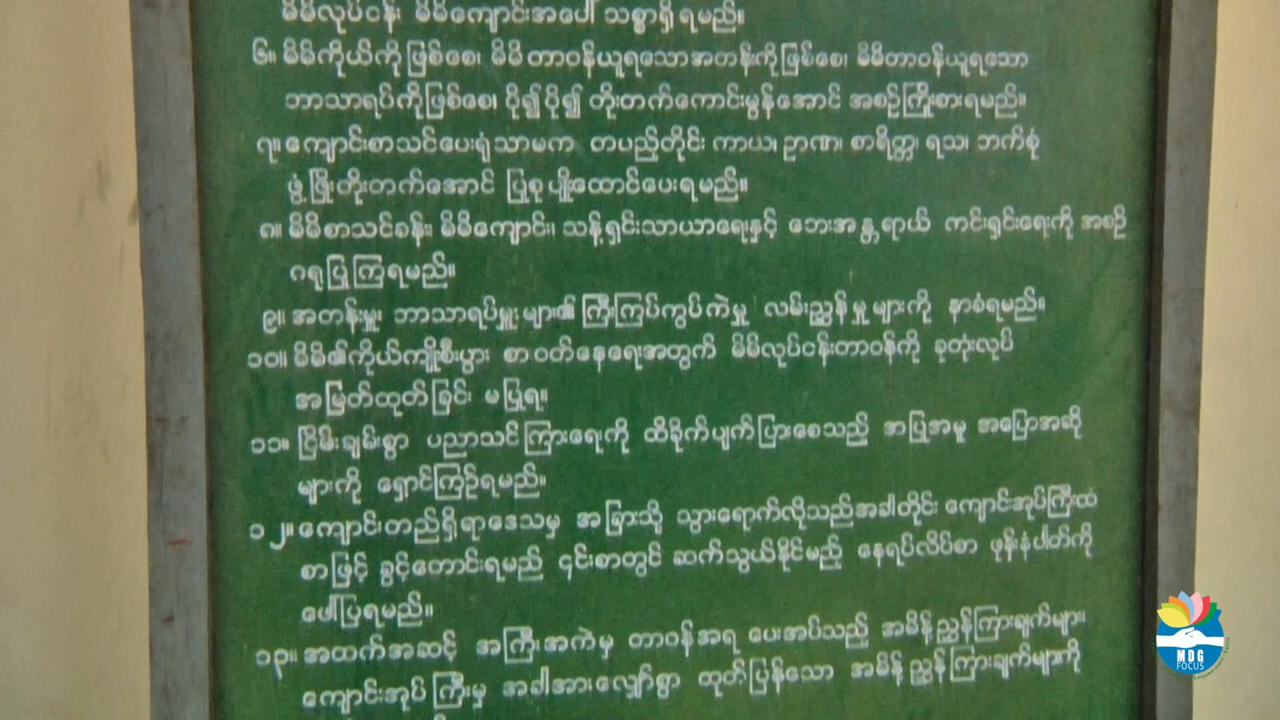 မိမိလုပ်ငန်း မိမိကျောင်းအပေါ် သစ္စာရှိရမည်။
၆။ မိမိကိုယ်ကိုဖြစ်စေ၊ မိမိတာဝန်ယူရသောအတန်းကိုဖြစ်စေ၊ မိမိတာဝန်ယူရသော
ဘာသာရပ်ကိုဖြစ်စေ၊ ပို၍ပို၍ တိုးတက်ကောင်းမွန်အောင် အစဉ်ကြိုးစားရမည်။
၇။ ကျောင်းစာသင်ပေးရုံသာမက တပည့်တိုင်း ကာယ၊ ဉာဏ၊ စာရိတ္တ၊ ရသ၊ ဘက်စုံ
ဖွံ့ဖြိုးတိုးတက်အောင် ပြုစုပျိုးထောင်ပေးရမည်။
၈။ မိမိစာသင်ခန်း၊ မိမိကျောင်း၊ သန့်ရှင်းသာယာရေးနှင့် ဘေးအန္တရာယ် ကင်းရှင်းရေးကို အစဉ်
ဂရုပြုကြရမည်။
၉။ အတန်းမှူး၊ ဘာသာရပ်မှူးများ၏ ကြီးကြပ်ကွပ်ကဲမှု လမ်းညွှန်မှုများကို နာခံရမည်။
၁၀။ မိမိ၏ကိုယ်ကျိုးစီးပွား စာဝတ်နေရေးအတွက် မိမိလုပ်ငန်းတာဝန်ကို ခုတုံးလုပ်
အမြတ်ထုတ်ခြင်း မပြုရ။
၁၁။ ငြိမ်းချမ်းစွာ ပညာသင်ကြားရေးကို ထိခိုက်ပျက်ပြားစေသည့် အပြုအမူ အပြောအဆို
များကို ရှောင်ကြဉ်ရမည်။
၁၂။ ကျောင်းတည်ရှိရာဒေသမှ အခြားသို့ သွားရောက်လိုသည်အခါတိုင်း ကျောင်းအုပ်ကြီးထံ
စာဖြင့် ခွင့်တောင်းရမည် ၎င်းစာတွင် ဆက်သွယ်နိုင်မည့် နေရပ်လိပ်စာ ဖုန်းနံပါတ်ကို
ဖော်ပြရမည်။
၁၃။ အထက်အဆင့် အကြီးအကဲမှ တာဝန်အရ ပေးအပ်သည် အမိန့်ညွှန်ကြားချက်များ၊
ကျောင်းအုပ်ကြီးမှ အခါအားလျော်စွာ ထုတ်ပြန်သော အမိန့်ညွှန်ကြားချက်များကို
MDG
FOCUS